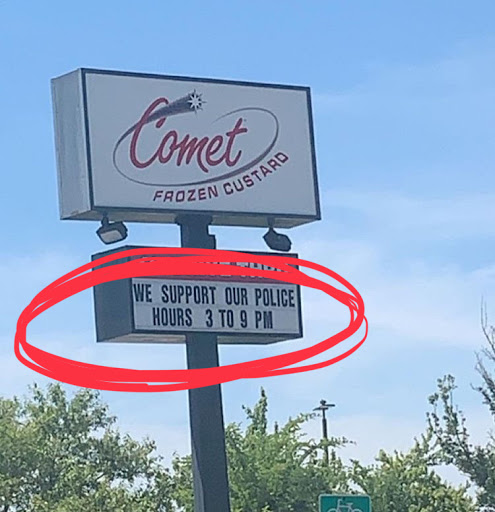 Comet
FROZEN CUSTARD
WE SUPPORT OUR POLICE
HOURS 3 TO 9 PM